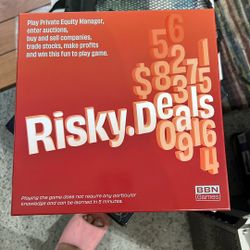 Play Private Equity Manager,
enter auctions,
buy and sell companies,
trade stocks, make profits
and win this fun to play game.
Risky.Deals
Playing the game does not require any particular
knowledge and can be learned in 5 minutes.
BBN
Games